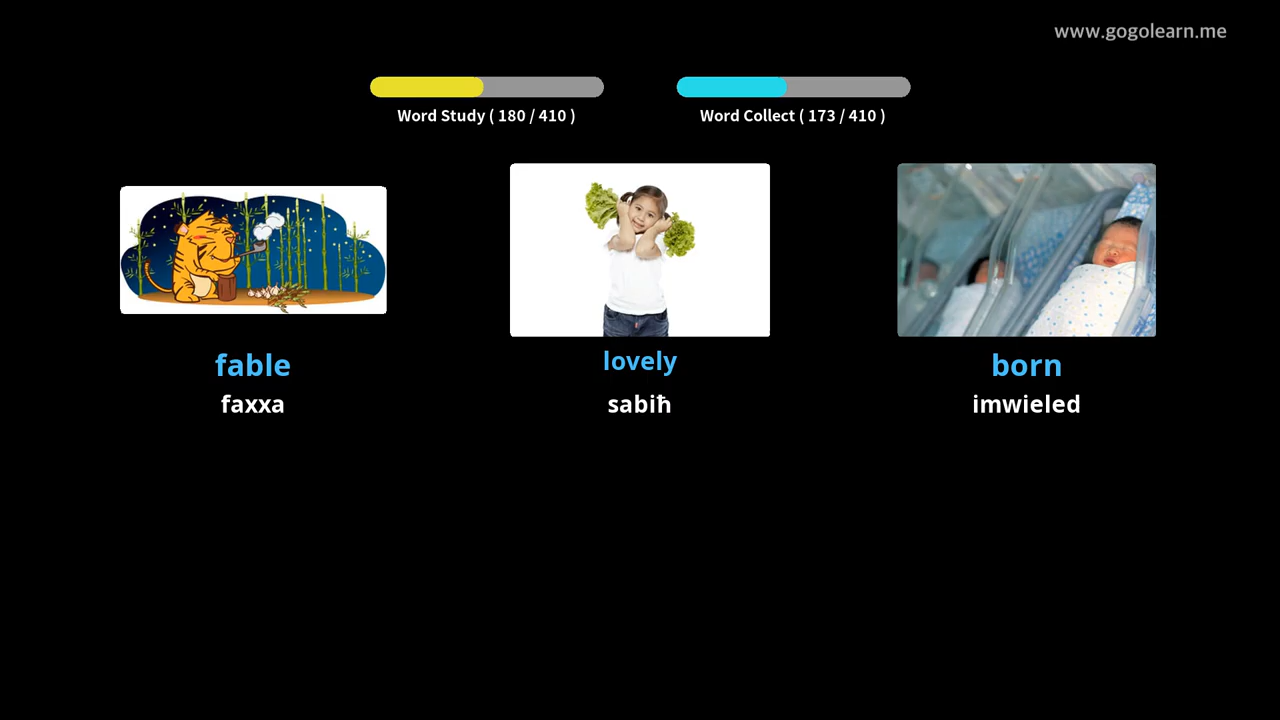 www.gogolearn.me
Word Study ( 180 / 410 )
Word Collect ( 173 / 410 )
fable
lovely
born
faxxa
sabiħ
imwieled